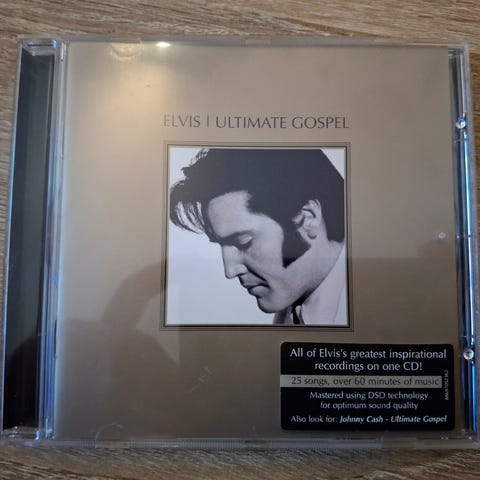 ELVIS | ULTIMATE GOSPEL
All of Elvis's greatest inspirational
recordings on one CD!
25 songs, over 60 minutes of music
Mastered using DSD technology
for optimum sound quality
Also look for: Johnny Cash - Ultimate Gospel